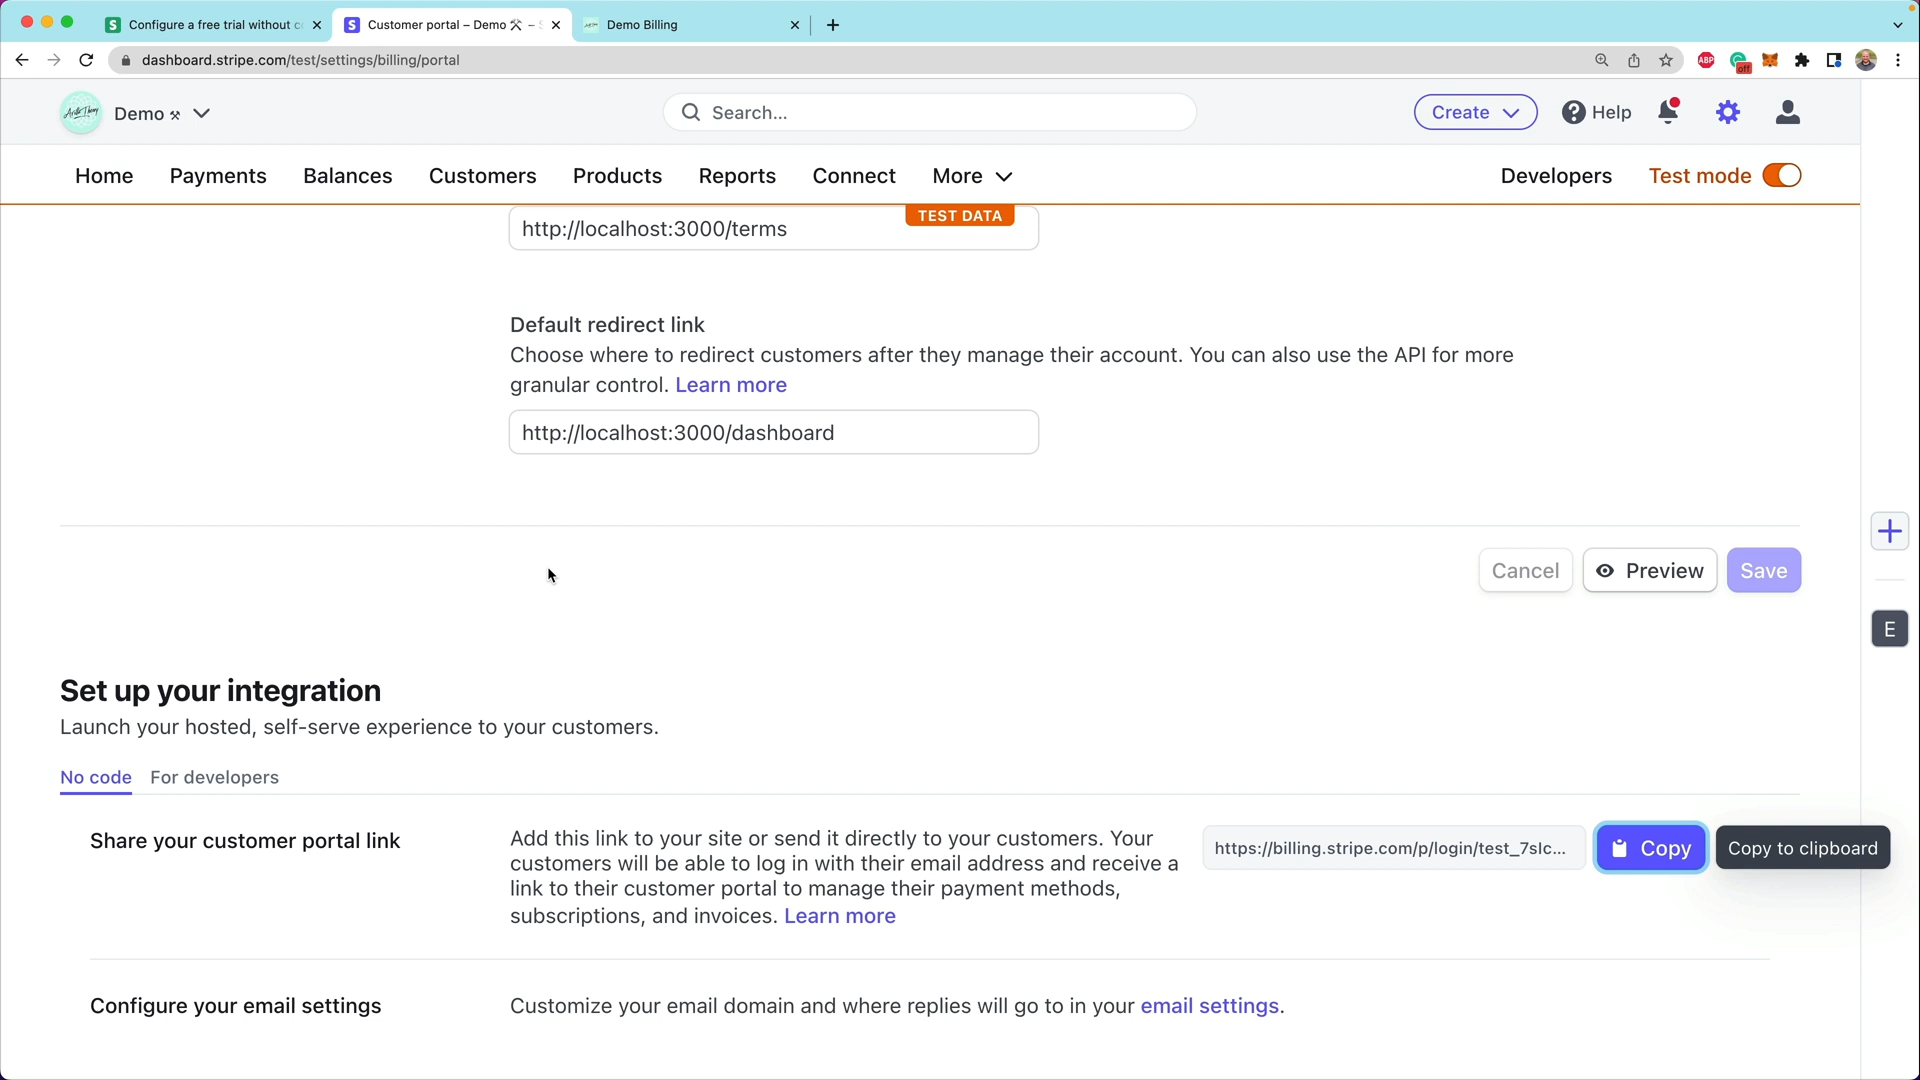 Configure a free trial without c
Customer portal – Demo
Demo Billing
dashboard.stripe.com/test/settings/billing/portal
ABP
off
Demo
Search...
Create
Help
Home
Payments
Balances
Customers
Products
Reports
Connect
More
Developers
Test mode
TEST DATA
http://localhost:3000/terms
Default redirect link
Choose where to redirect customers after they manage their account. You can also use the API for more
granular control. Learn more
http://localhost:3000/dashboard
Cancel
Preview
Save
E
Set up your integration
Launch your hosted, self-serve experience to your customers.
No code
For developers
Share your customer portal link
Add this link to your site or send it directly to your customers. Your
customers will be able to log in with their email address and receive a
link to their customer portal to manage their payment methods,
subscriptions, and invoices. Learn more
https://billing.stripe.com/p/login/test_7slc...
Copy
Copy to clipboard
Configure your email settings
Customize your email domain and where replies will go to in your email settings.